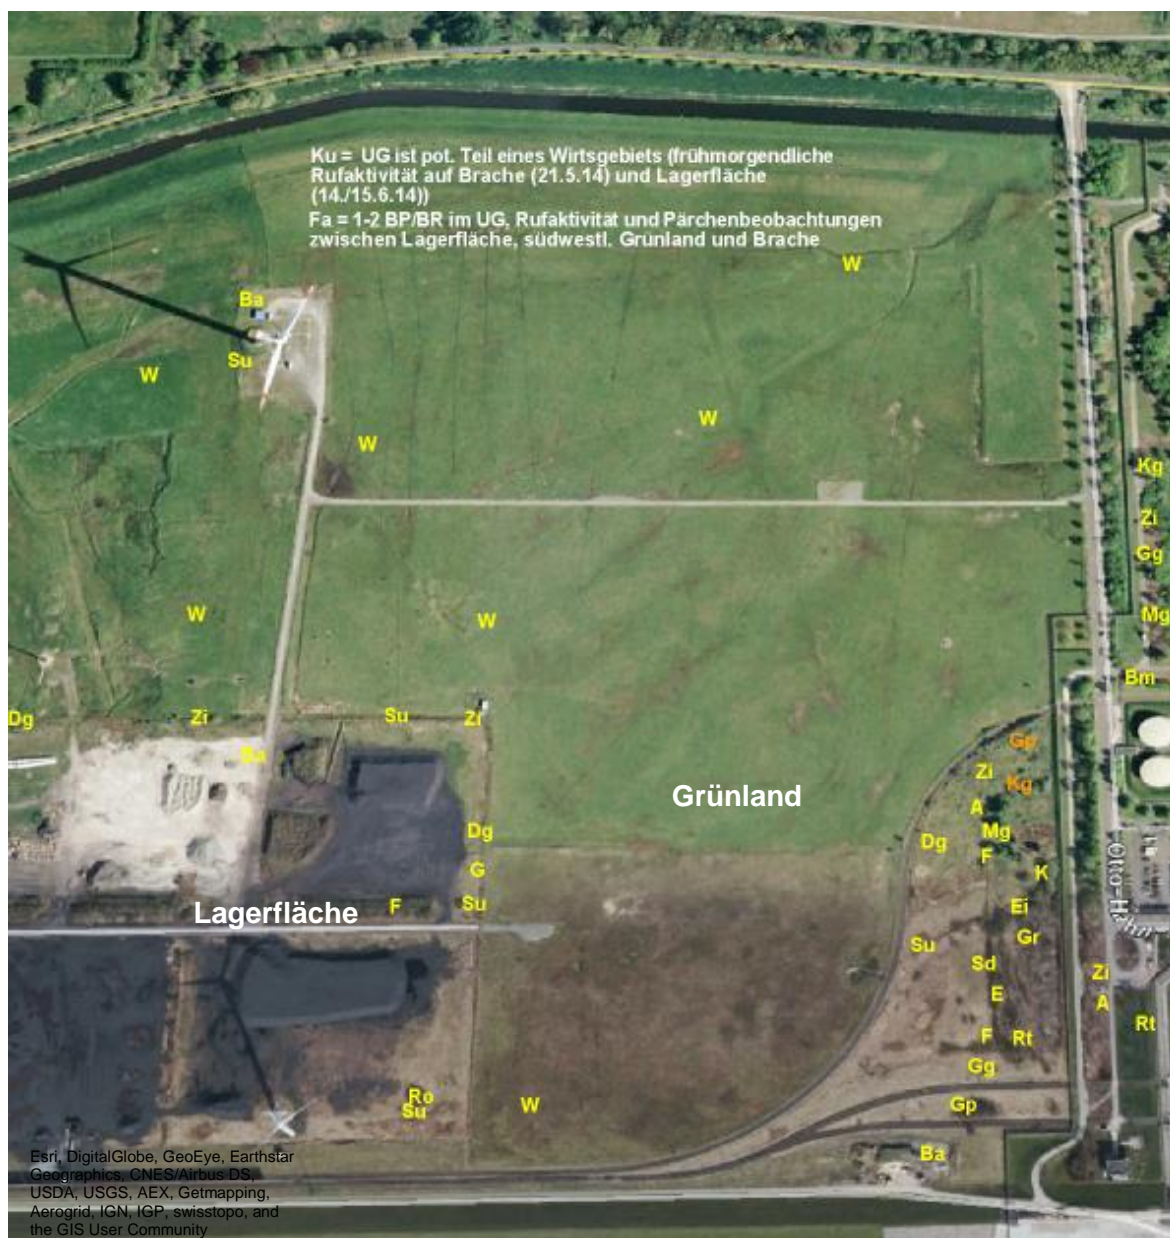 Ku = UG ist pot. Teil eines Wirtsgebiets (frühmorgendliche
Rufaktivität auf Brache (21.5.14) und Lagerfläche
(14./15.6.14))
Fa = 1-2 BP/BR im UG, Rufaktivität und Pärchenbeobachtungen
zwischen Lagerfläche, südwestl. Grünland und Brache
W
Ba
Su
W
W
W
Kg
Zi
Gg
Mg
W
W
Bm
Dg
Zi
Su
Zi
Ba
Gp
Zi
Kg
Grünland
A
Mg
Dg
Dg
F
G
K
Otto-Hahn
Lagerfläche
F
Su
Ei
Gr
Su
Sd
Zi
E
A
Rt
F
Rt
Gg
Ro
Su
W
Gp
Ba
Esri, DigitalGlobe, GeoEye, Earthstar
Geographics, CNES/Airbus DS,
USDA, USGS, AEX, Getmapping,
Aerogrid, IGN, IGP, swisstopo, and
the GIS User Community